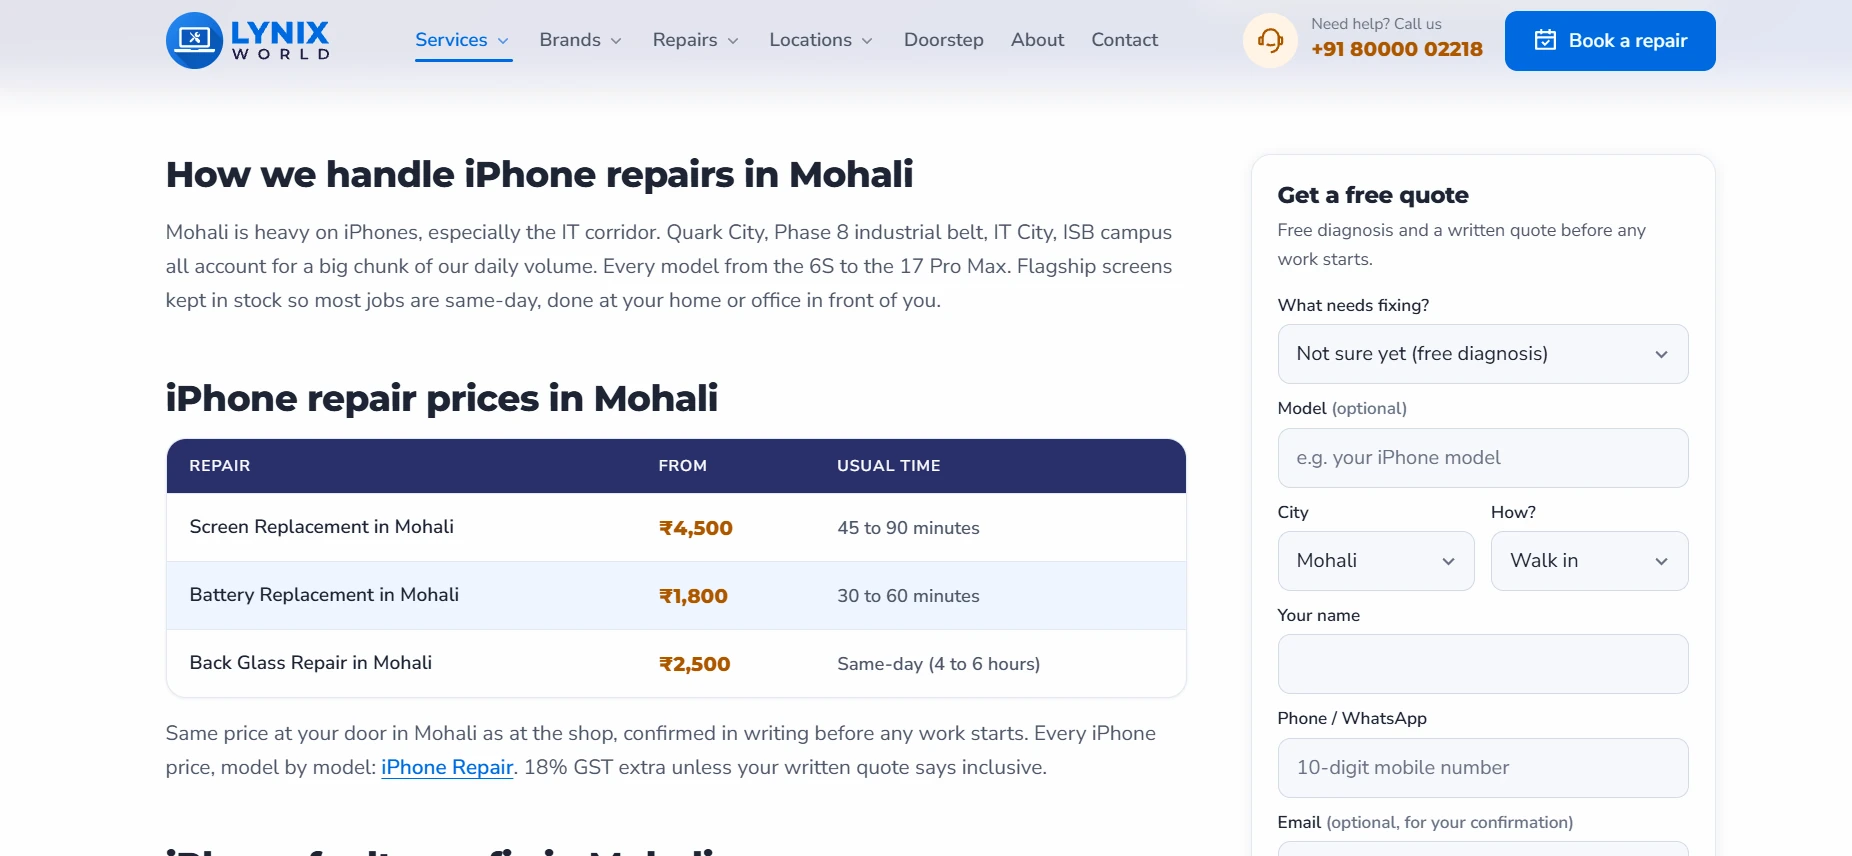 LYNIX
WORLD
Services
Brands
Repairs
Locations
Doorstep
About
Contact
Need help? Call us
+91 80000 02218
Book a repair
How we handle iPhone repairs in Mohali
Mohali is heavy on iPhones, especially the IT corridor. Quark City, Phase 8 industrial belt, IT City, ISB campus
all account for a big chunk of our daily volume. Every model from the 6S to the 17 Pro Max. Flagship screens
kept in stock so most jobs are same-day, done at your home or office in front of you.
iPhone repair prices in Mohali
REPAIR FROM USUAL TIME
Screen Replacement in Mohali ₹4,500 45 to 90 minutes
Battery Replacement in Mohali ₹1,800 30 to 60 minutes
Back Glass Repair in Mohali ₹2,500 Same-day (4 to 6 hours)
Same price at your door in Mohali as at the shop, confirmed in writing before any work starts. Every iPhone
price, model by model: iPhone Repair. 18% GST extra unless your written quote says inclusive.
Get a free quote
Free diagnosis and a written quote before any
work starts.
What needs fixing?
Not sure yet (free diagnosis)
Model (optional)
e.g. your iPhone model
City
How?
Mohali
Walk in
Your name
Phone / WhatsApp
10-digit mobile number
Email (optional, for your confirmation)